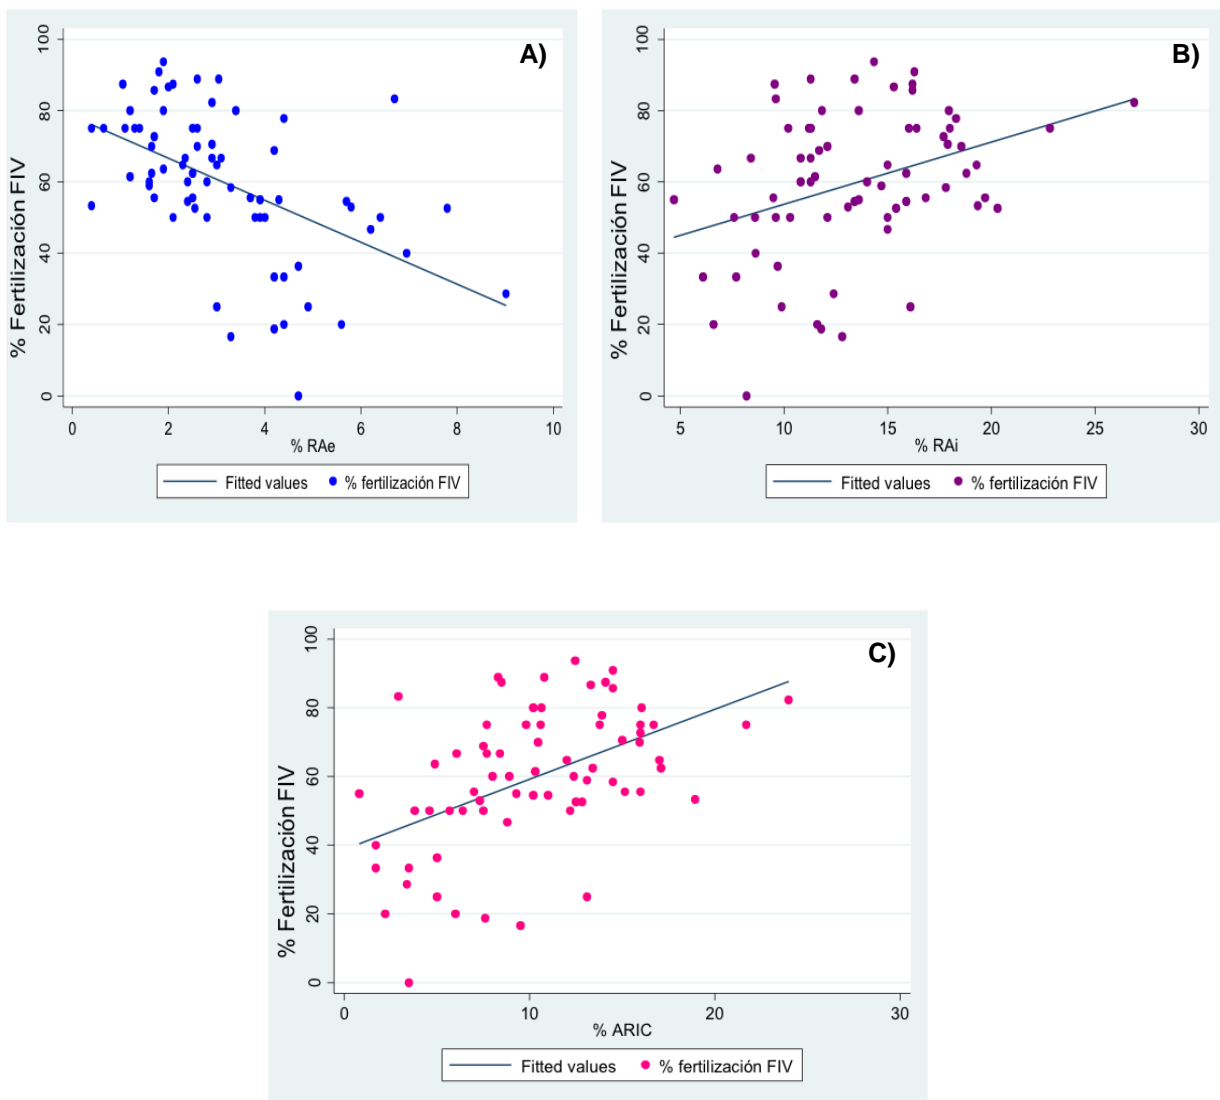 A)
% Fertilización FIV
0
20
40
60
80
100
0 2 4 6 8 10
% RAe
Fitted values % fertilización FIV
B)
% Fertilización FIV
0
20
40
60
80
100
5 10 15 20 25 30
% RAi
Fitted values % fertilización FIV
C)
% Fertilización FIV
0
20
40
60
80
100
0 10 20 30
% ARIC
Fitted values % fertilización FIV